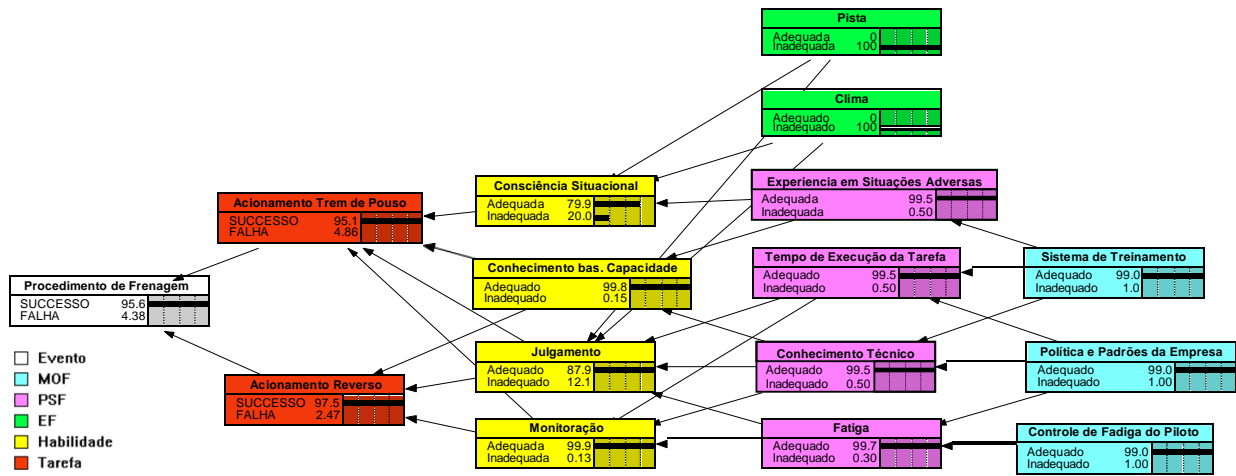 Pista
Adequada 0
Inadequada 100
Clima
Adequado 0
Inadequado 100
Consciência Situacional
Adequada 79.9
Inadequada 20.0
Experiencia em Situações Adversas
Adequada 99.5
Inadequada 0.50
Acionamento Trem de Pouso
SUCCESSO 95.1
FALHA 4.86
Conhecimento bas. Capacidade
Adequado 99.8
Inadequado 0.15
Tempo de Execução da Tarefa
Adequado 99.5
Inadequado 0.50
Sistema de Treinamento
Adequado 99.0
Inadequado 1.0
Procedimento de Frenagem
SUCCESSO 95.6
FALHA 4.38
Julgamento
Adequado 87.9
Inadequado 12.1
Conhecimento Técnico
Adequado 99.5
Inadequado 0.50
Política e Padrões da Empresa
Adequado 99.0
Inadequado 1.00
Acionamento Reverso
SUCCESSO 97.5
FALHA 2.47
Monitoração
Adequada 99.9
Inadequada 0.13
Fatiga
Adequado 99.7
Inadequado 0.30
Controle de Fadiga do Piloto
Adequado 99.0
Inadequado 1.00
Evento
MOF
PSF
EF
Habilidade
Tarefa